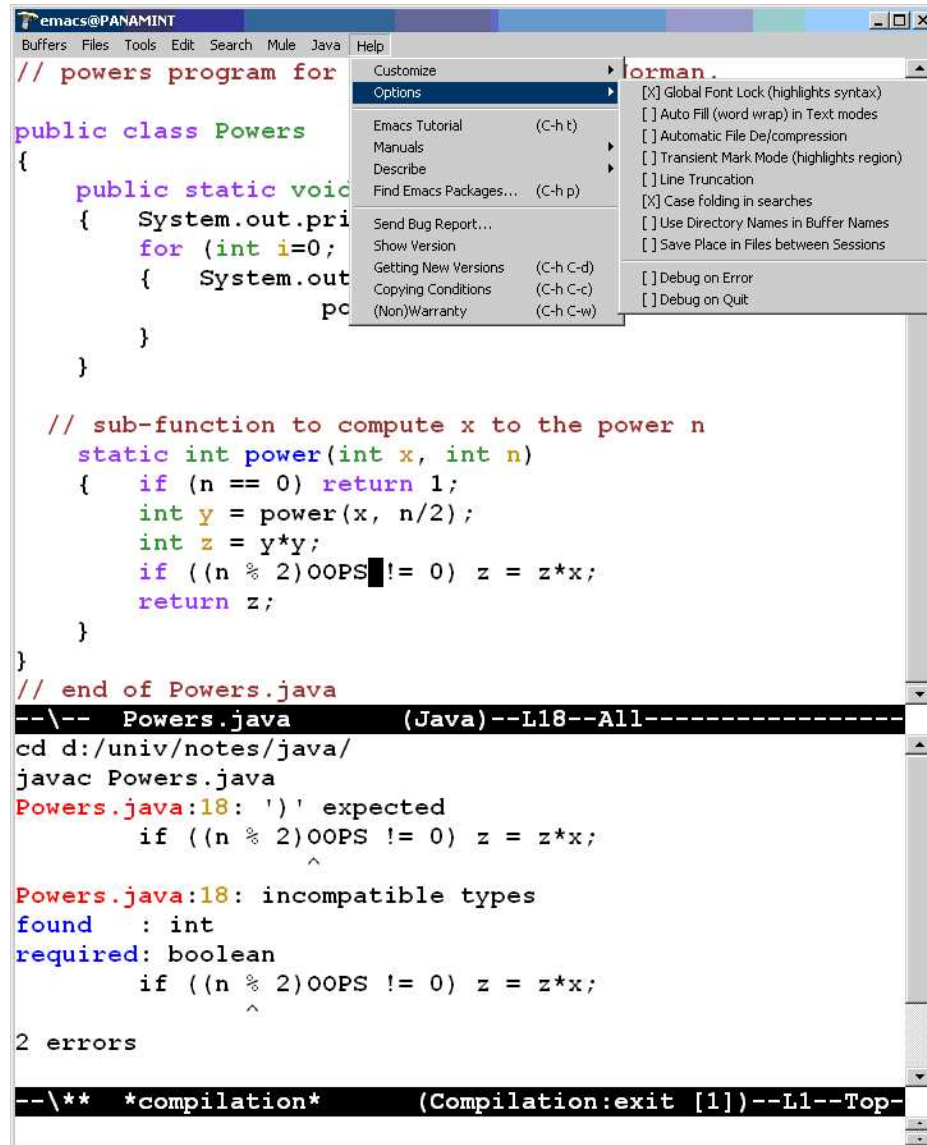 emacs@PANAMINT
Buffers Files Tools Edit Search Mule Java Help
// powers program for
orman.
public class Powers
{
public static void
{ System.out.pri
for (int i=0;
{ System.out
po
}
}
// sub-function to compute x to the power n
static int power(int x, int n)
{ if (n == 0) return 1;
int y = power(x, n/2);
int z = y*y;
if ((n % 2)OOPS != 0) z = z*x;
return z;
}
}
// end of Powers.java
Customize
Options
Emacs Tutorial (C-h t)
Manuals
Describe
Find Emacs Packages... (C-h p)
Send Bug Report...
Show Version
Getting New Versions (C-h C-d)
Copying Conditions (C-h C-c)
(Non)Warranty (C-h C-w)
[X] Global Font Lock (highlights syntax)
[ ] Auto Fill (word wrap) in Text modes
[ ] Automatic File De/compression
[ ] Transient Mark Mode (highlights region)
[ ] Line Truncation
[X] Case folding in searches
[ ] Use Directory Names in Buffer Names
[ ] Save Place in Files between Sessions
[ ] Debug on Error
[ ] Debug on Quit
--\-- Powers.java (Java)--L18--All-----------------
cd d:/univ/notes/java/
javac Powers.java
Powers.java:18: ')' expected
if ((n % 2)OOPS != 0) z = z*x;
^
Powers.java:18: incompatible types
found : int
required: boolean
if ((n % 2)OOPS != 0) z = z*x;
^
2 errors
--\** *compilation* (Compilation:exit [1])--L1--Top-